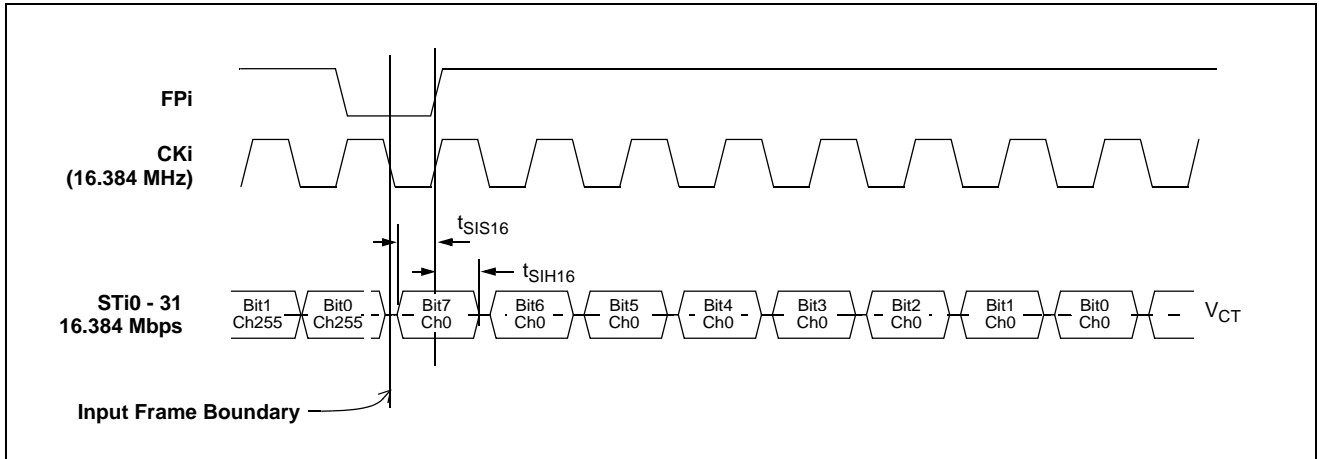 FPi
CKi
(16.384 MHz)
tSIS16
tSIH16
STi0 - 31
16.384 Mbps
Bit1 Bit0 Bit7 Bit6 Bit5 Bit4 Bit3 Bit2 Bit1 Bit0
Ch255 Ch255 Ch0 Ch0 Ch0 Ch0 Ch0 Ch0 Ch0 Ch0
VCT
Input Frame Boundary